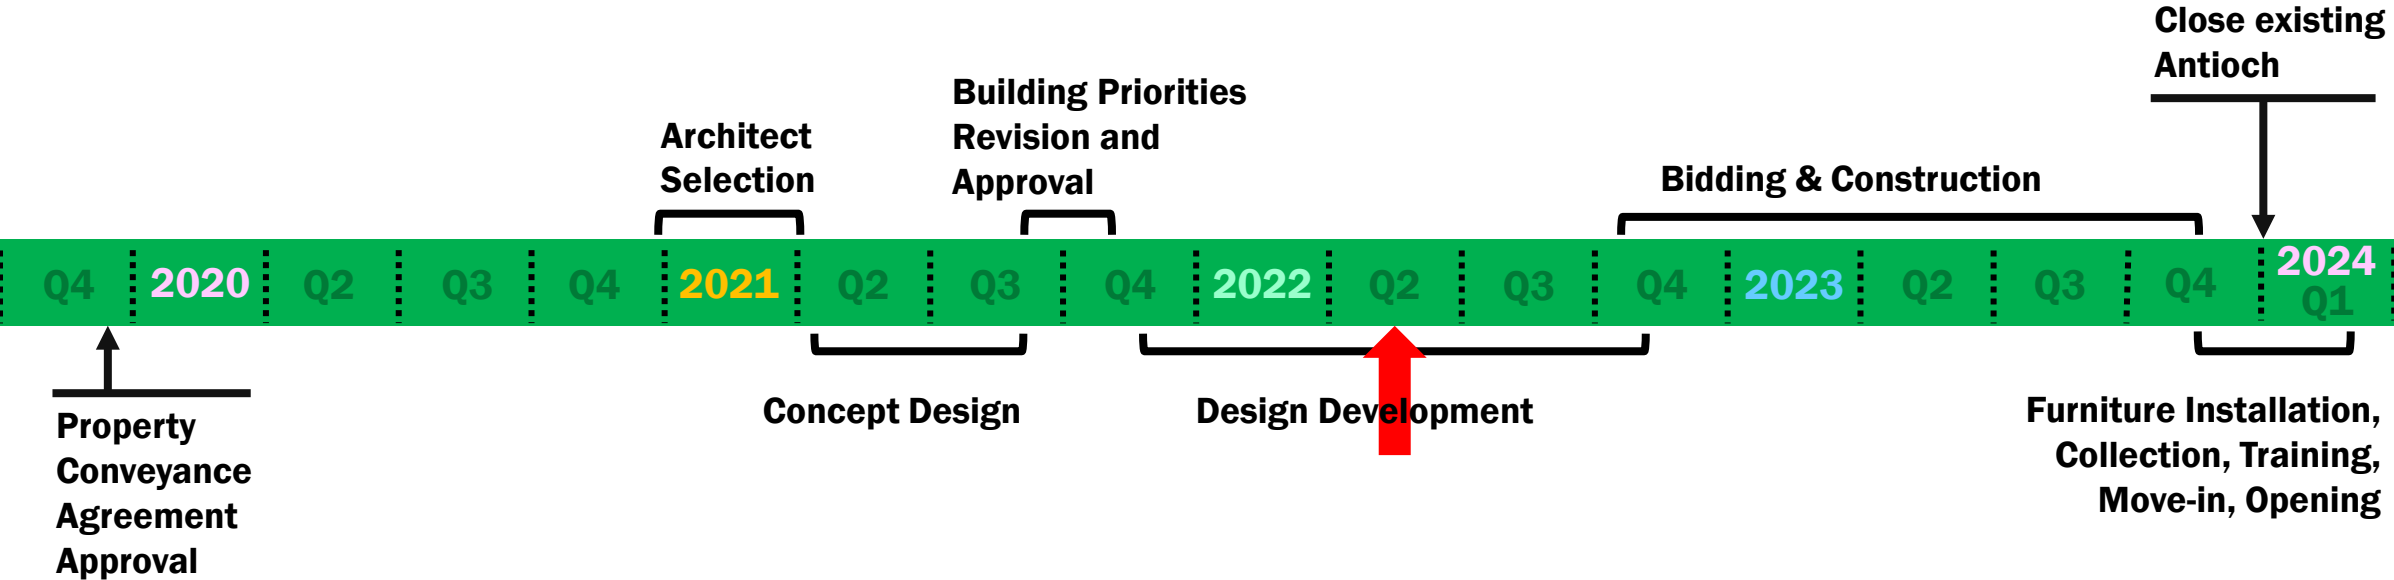 Close existing
Antioch
Building Priorities
Revision and
Approval
Architect
Selection
Bidding & Construction
Q4 2020 Q2 Q3 Q4 2021 Q2 Q3 Q4 2022 Q2 Q3 Q4 2023 Q2 Q3 Q4 2024
Q1
Property
Conveyance
Agreement
Approval
Concept Design
Design Development
Furniture Installation,
Collection, Training,
Move-in, Opening